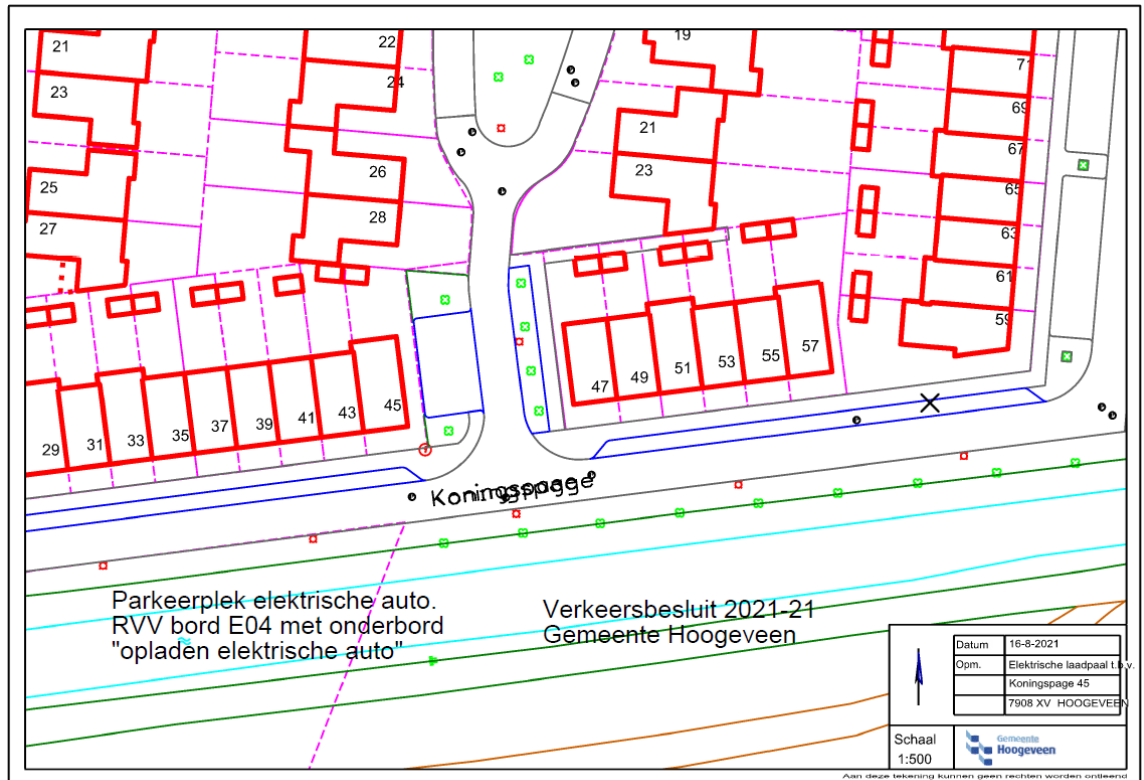 21
23
25
27
22
24
26
28
19
21
23
71
69
67
65
63
61
59
29
31
33
35
37
39
41
43
45
47
49
51
53
55
57
Koningspage
Parkeerplek elektrische auto.
RVV bord E04 met onderbord
"opladen elektrische auto"
Verkeersbesluit 2021-21
Gemeente Hoogeveen
Datum 16-8-2021
Opm. Elektrische laadpaal t.b.v.
Koningspage 45
7908 XV HOOGEVEEN
Schaal
1:500
Gemeente
Hoogeveen
Aan deze tekening kunnen geen rechten worden ontleend